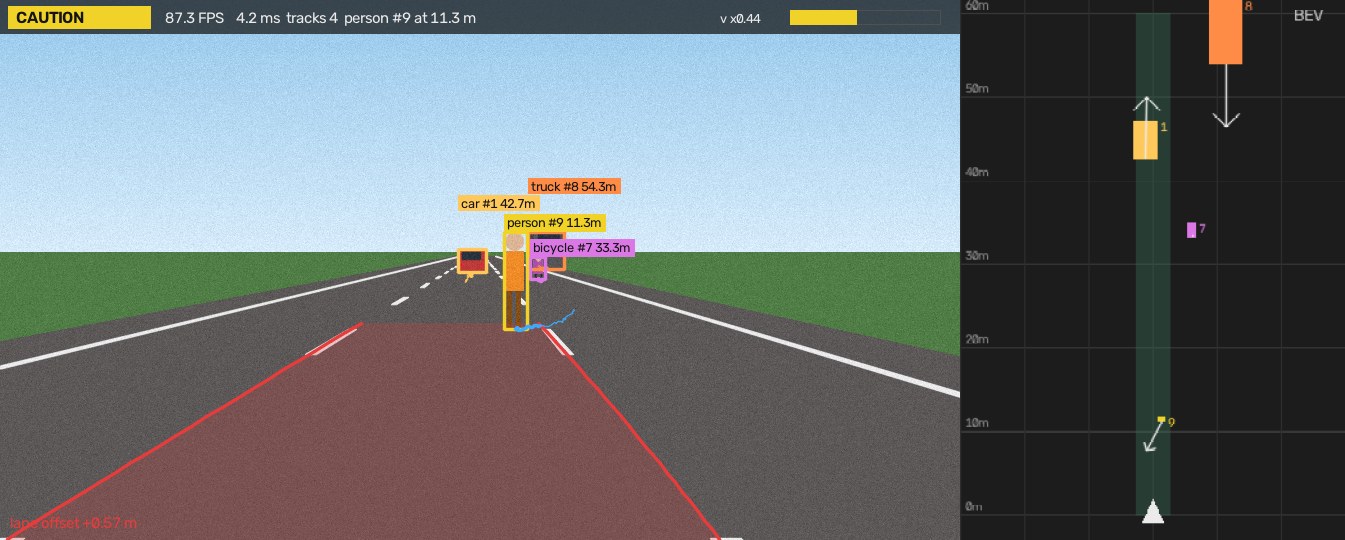 CAUTION
87.3 FPS 4.2 ms tracks 4 person #9 at 11.3 m
v x0.44
truck #8 54.3m
car #1 42.7m
person #9 11.3m
bicycle #7 33.3m
lane offset +0.57 m
BEV
60m
8
50m
1
40m
7
30m
20m
10m
9
0m